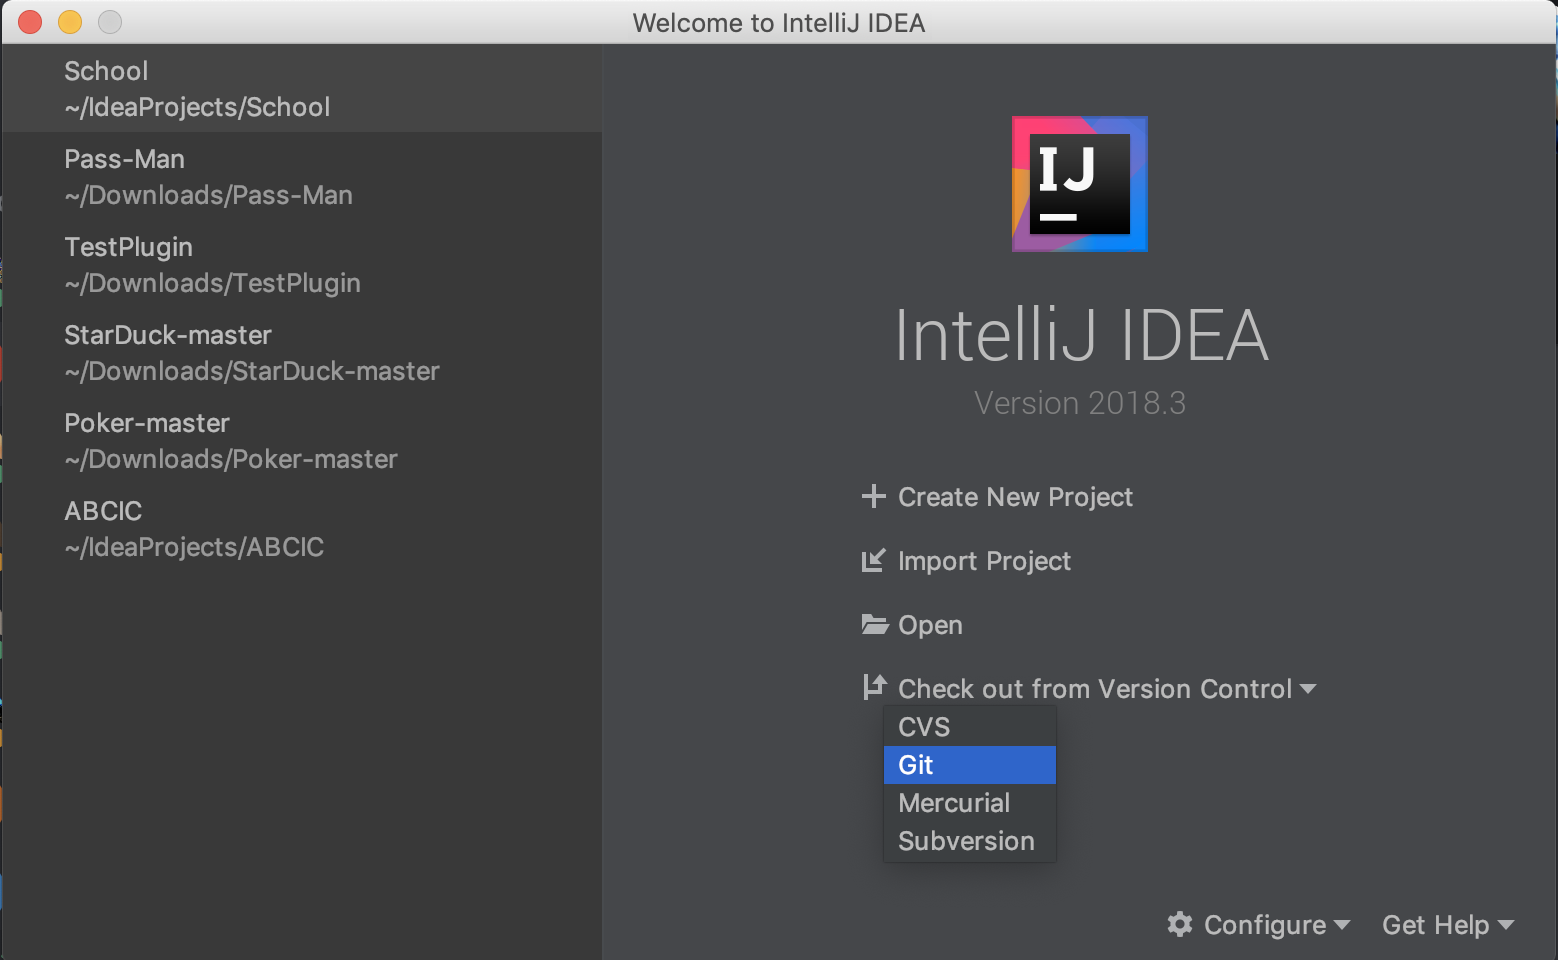 Welcome to IntelliJ IDEA
School
~/IdeaProjects/School
Pass-Man
~/Downloads/Pass-Man
TestPlugin
~/Downloads/TestPlugin
StarDuck-master
~/Downloads/StarDuck-master
Poker-master
~/Downloads/Poker-master
ABCIC
~/IdeaProjects/ABCIC
IJ
IntelliJ IDEA
Version 2018.3
Create New Project
Import Project
Open
Check out from Version Control
CVS
Git
Mercurial
Subversion
Configure
Get Help